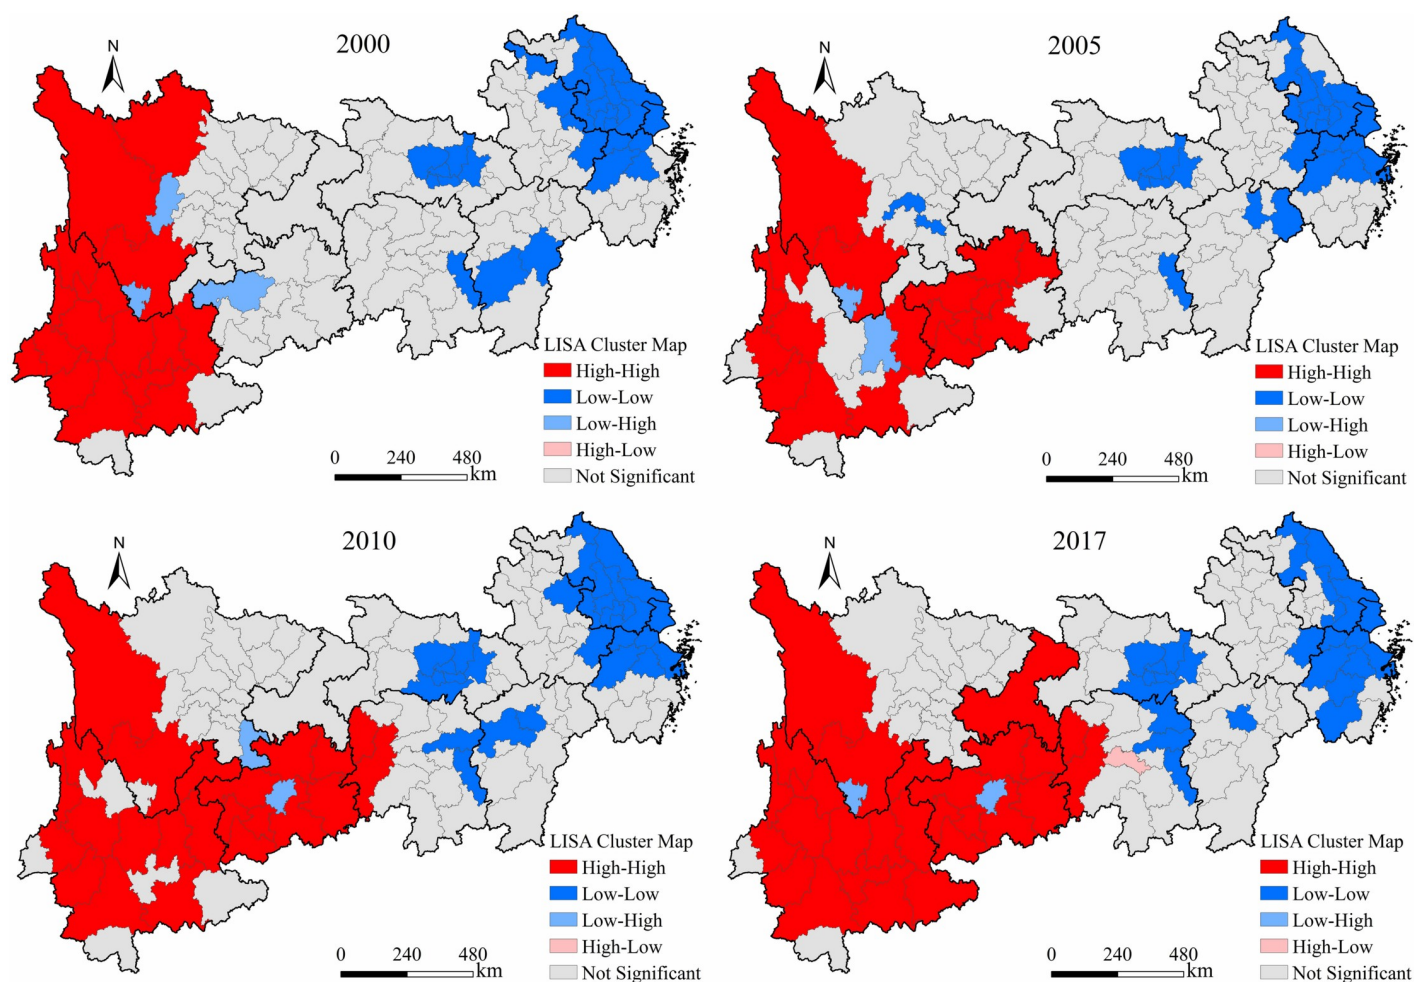 2000
N
LISA Cluster Map
High-High
Low-Low
Low-High
High-Low
Not Significant
0 240 480
km
2005
N
LISA Cluster Map
High-High
Low-Low
Low-High
High-Low
Not Significant
0 240 480
km
2010
N
LISA Cluster Map
High-High
Low-Low
Low-High
High-Low
Not Significant
0 240 480
km
2017
N
LISA Cluster Map
High-High
Low-Low
Low-High
High-Low
Not Significant
0 240 480
km